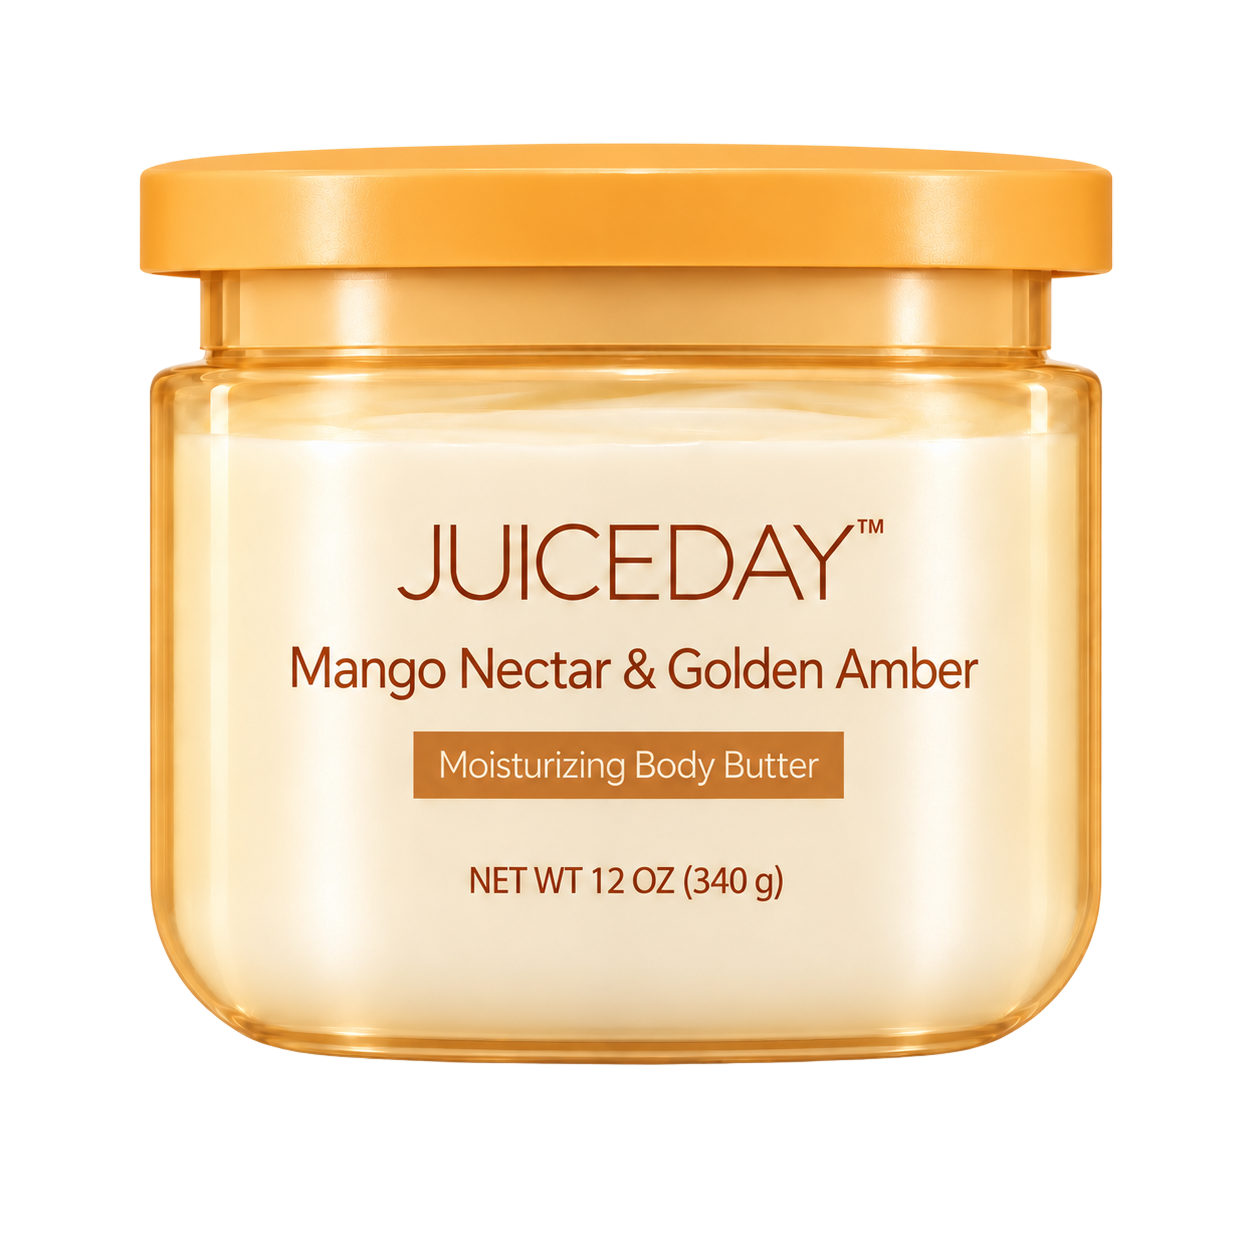 JUICEDAY™
Mango Nectar & Golden Amber
Moisturizing Body Butter
NET WT 12 OZ (340 g)